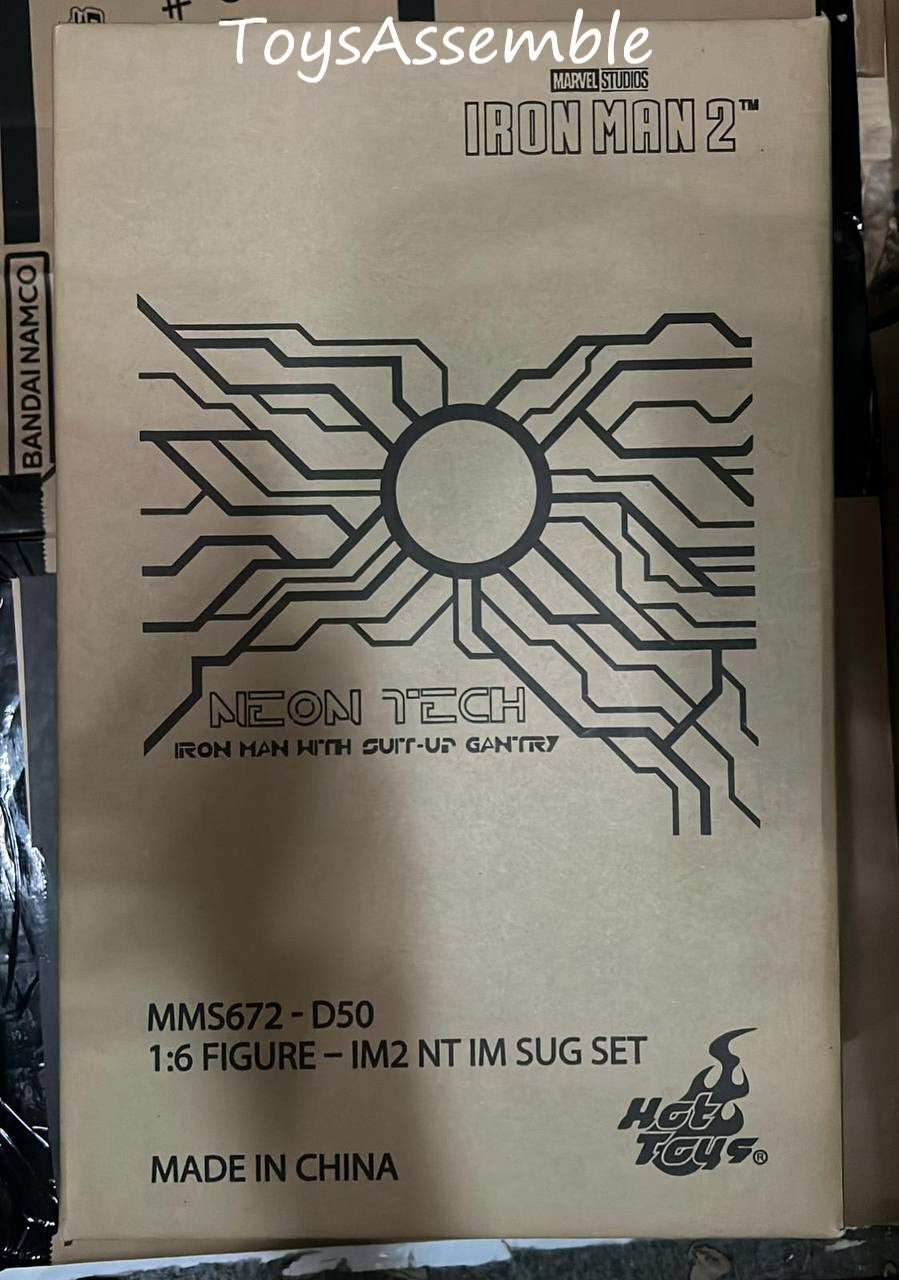 ToysAssemble
MARVEL STUDIOS
IRON MAN 2™
BANDAI NAMCO
NEON TECH
IRON MAN WITH SUIT-UP GANTRY
MMS672 - D50
1:6 FIGURE – IM2 NT IM SUG SET
Hot
Toys®
MADE IN CHINA